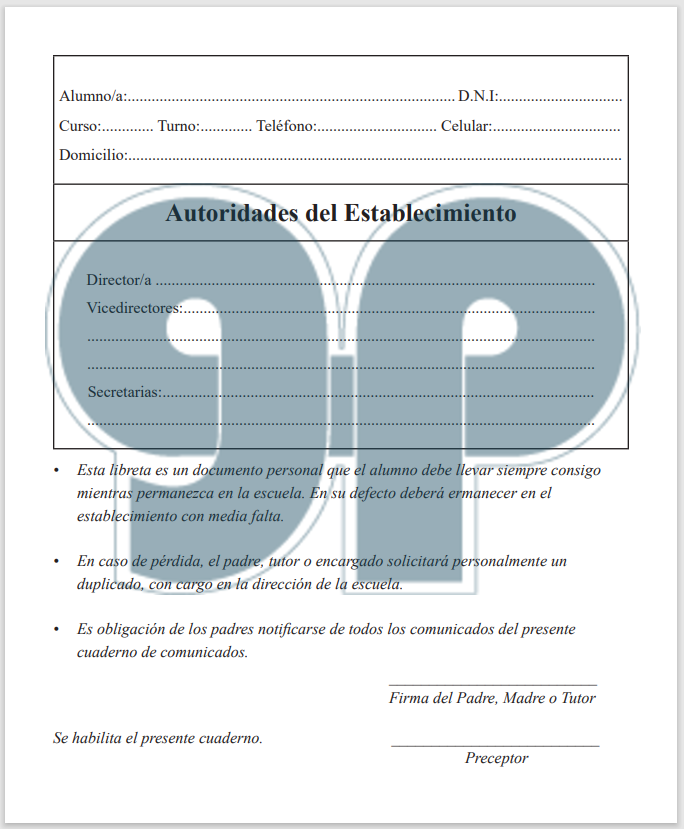 Alumno/a:.................................................................................. D.N.I:...............................
Curso:............. Turno:............. Teléfono:.............................. Celular:................................
Domicilio:............................................................................................................................
Autoridades del Establecimiento
Director/a ..............................................................................................................
Vicedirectores:.......................................................................................................
...............................................................................................................................
...............................................................................................................................
Secretarias:............................................................................................................
...............................................................................................................................
• Esta libreta es un documento personal que el alumno debe llevar siempre consigo
mientras permanezca en la escuela. En su defecto deberá ermanecer en el
establecimiento con media falta.
• En caso de pérdida, el padre, tutor o encargado solicitará personalmente un
duplicado, con cargo en la dirección de la escuela.
• Es obligación de los padres notificarse de todos los comunicados del presente
cuaderno de comunicados.
__________________________
Firma del Padre, Madre o Tutor
Se habilita el presente cuaderno. __________________________
Preceptor